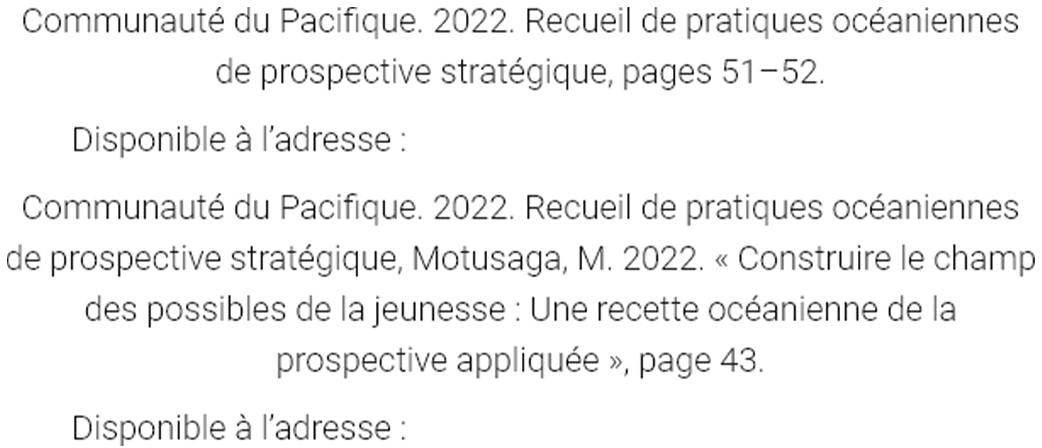 Communauté du Pacifique. 2022. Recueil de pratiques océaniennes
de prospective stratégique, pages 51–52.
Disponible à l’adresse :
Communauté du Pacifique. 2022. Recueil de pratiques océaniennes
de prospective stratégique, Motusaga, M. 2022. « Construire le champ
des possibles de la jeunesse : Une recette océanienne de la
prospective appliquée », page 43.
Disponible à l’adresse :